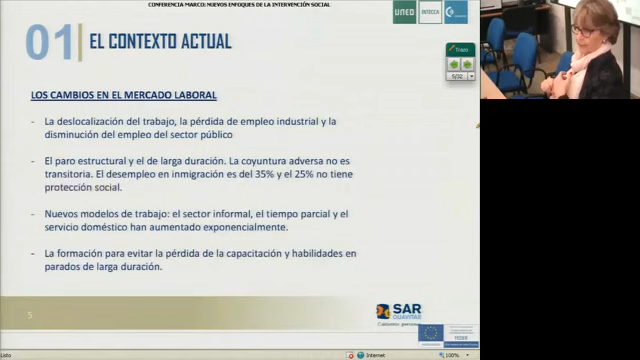 CONFERENCIA MARCO: NUEVOS ENFOQUES DE LA INTERVENCIÓN SOCIAL
UNED
INTECCA
01 EL CONTEXTO ACTUAL
Trazo
5/32
LOS CAMBIOS EN EL MERCADO LABORAL
- La deslocalización del trabajo, la pérdida de empleo industrial y la
disminución del empleo del sector público
- El paro estructural y el de larga duración. La coyuntura adversa no es
transitoria. El desempleo en inmigración es del 35% y el 25% no tiene
protección social.
- Nuevos modelos de trabajo: el sector informal, el tiempo parcial y el
servicio doméstico han aumentado exponencialmente.
- La formación para evitar la pérdida de la capacitación y habilidades en
parados de larga duración.
5
SAR
QUAVITAE
Listo
Internet
100%